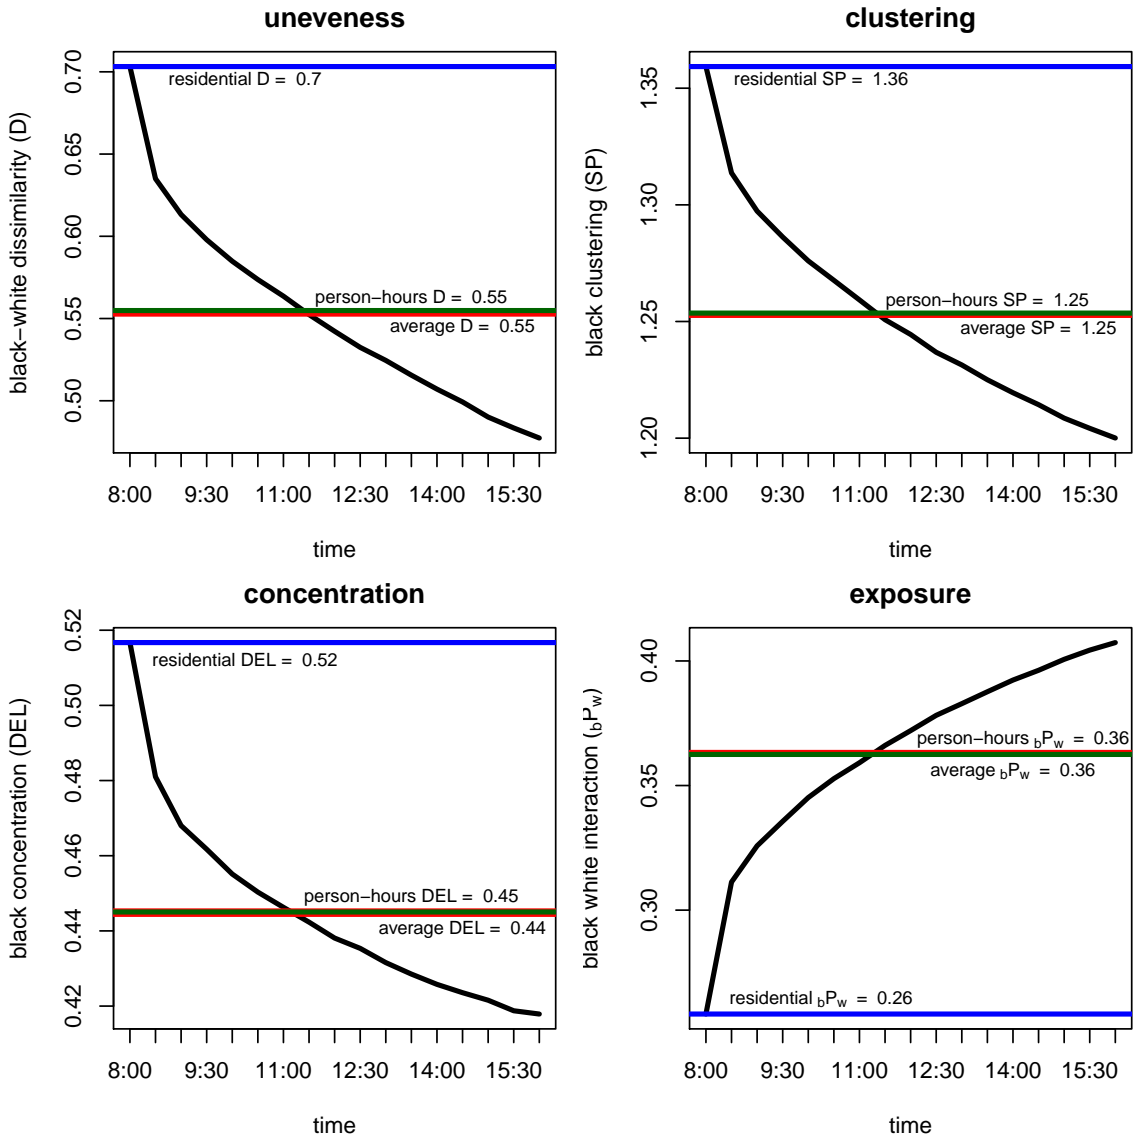 uneveness
black−white dissimilarity (D)
0.70
0.65
0.60
0.55
0.50
residential D = 0.7
person−hours D = 0.55
average D = 0.55
8:00 9:30 11:00 12:30 14:00 15:30
time
clustering
black clustering (SP)
1.35
1.30
1.25
1.20
residential SP = 1.36
person−hours SP = 1.25
average SP = 1.25
8:00 9:30 11:00 12:30 14:00 15:30
time
concentration
black concentration (DEL)
0.52
0.50
0.48
0.46
0.44
0.42
residential DEL = 0.52
person−hours DEL = 0.45
average DEL = 0.44
8:00 9:30 11:00 12:30 14:00 15:30
time
exposure
black white interaction (bPw)
0.40
0.35
0.30
person−hours bPw = 0.36
average bPw = 0.36
residential bPw = 0.26
8:00 9:30 11:00 12:30 14:00 15:30
time